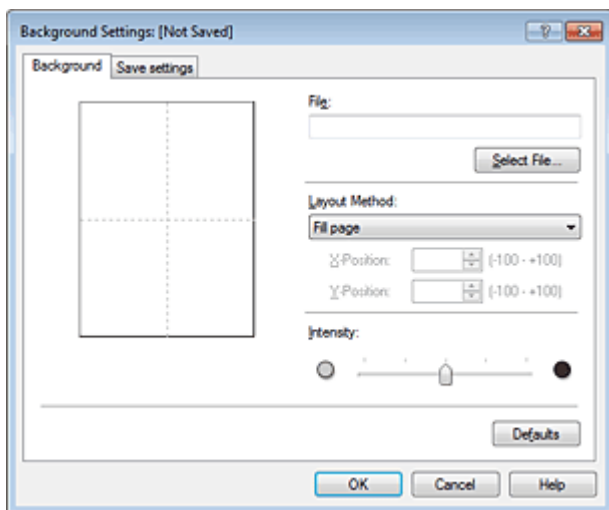 Background Settings: [Not Saved]
Background Save settings
File:
Select File...
Layout Method:
Fill page
X-Position: (-100 - +100)
Y-Position: (-100 - +100)
Intensity:
Defaults
OK Cancel Help